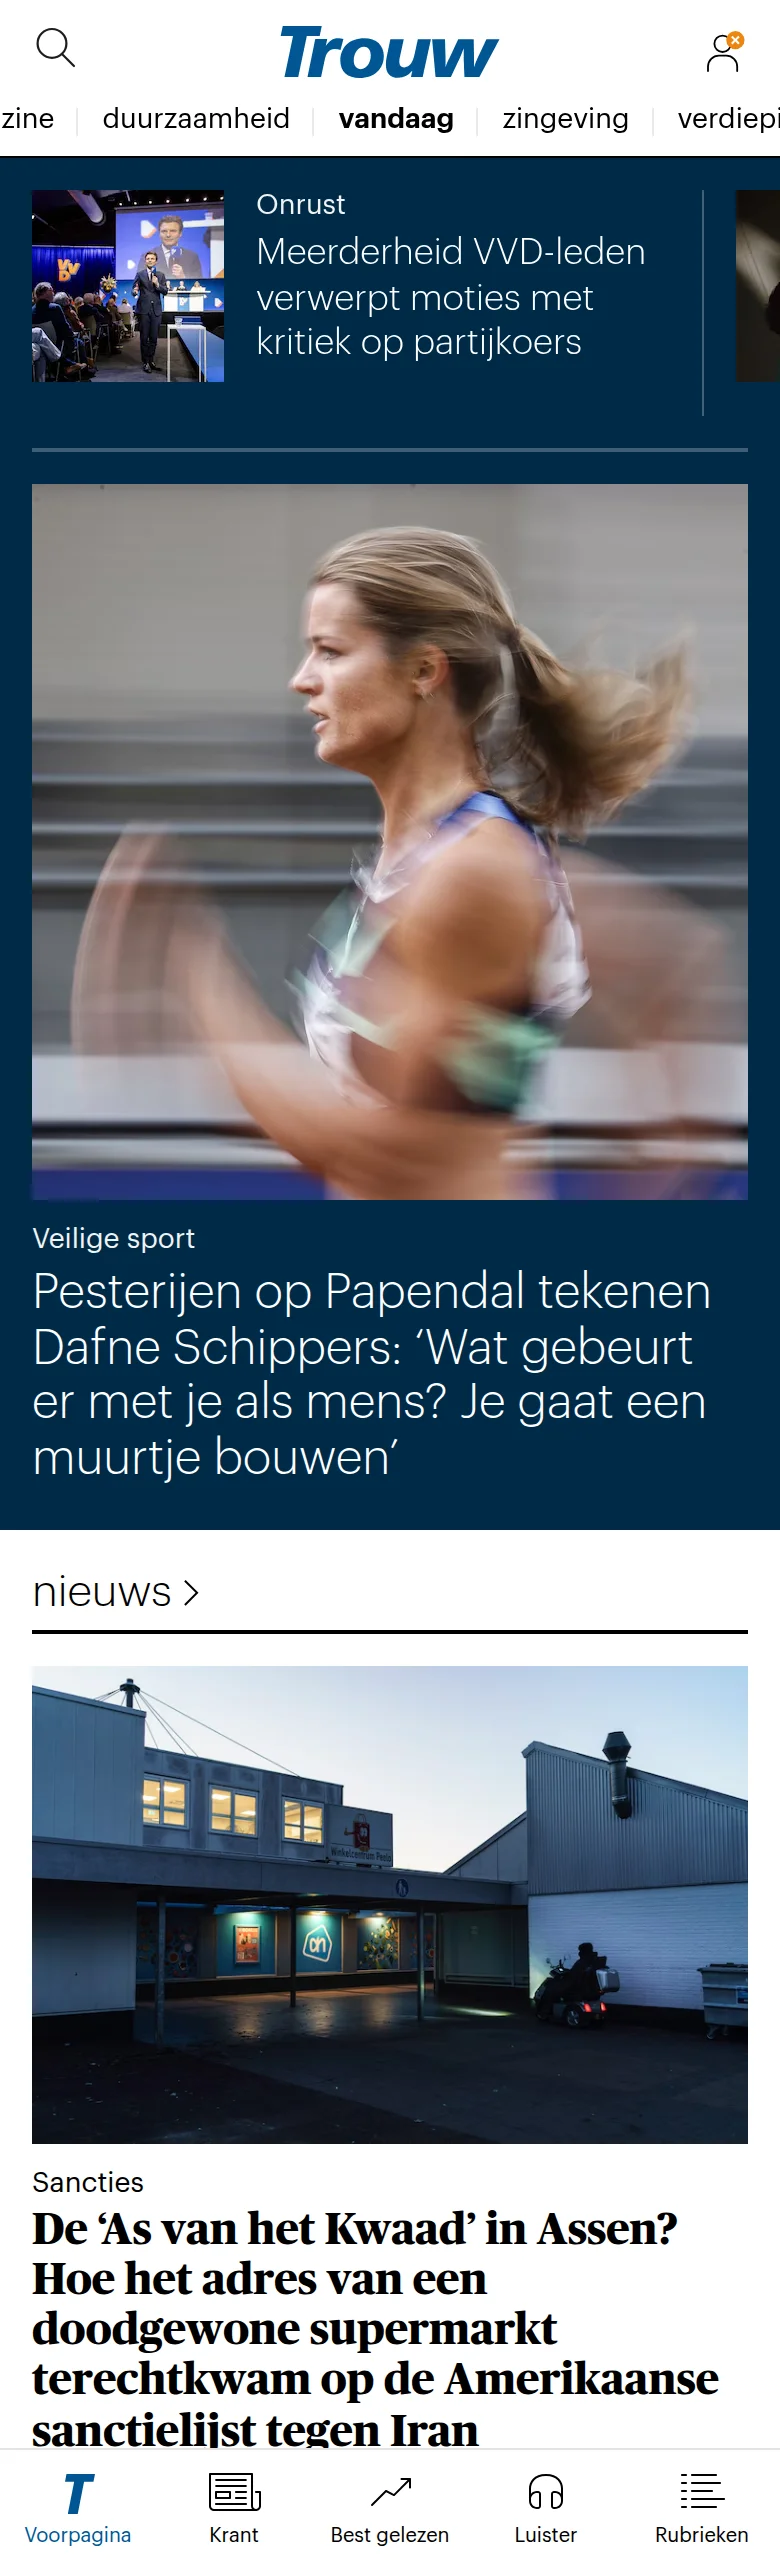 Trouw
zine
duurzaamheid
vandaag
zingeving
verdiepi
Onrust
Meerderheid VVD-leden
verwerpt moties met
kritiek op partijkoers
VVD
Veilige sport
Pesterijen op Papendal tekenen
Dafne Schippers: ‘Wat gebeurt
er met je als mens? Je gaat een
muurtje bouwen’
nieuws
Winkelcentrum Peelo
Sancties
De ‘As van het Kwaad’ in Assen?
Hoe het adres van een
doodgewone supermarkt
terechtkwam op de Amerikaanse
sanctielijst tegen Iran
T
Voorpagina
Krant
Best gelezen
Luister
Rubrieken